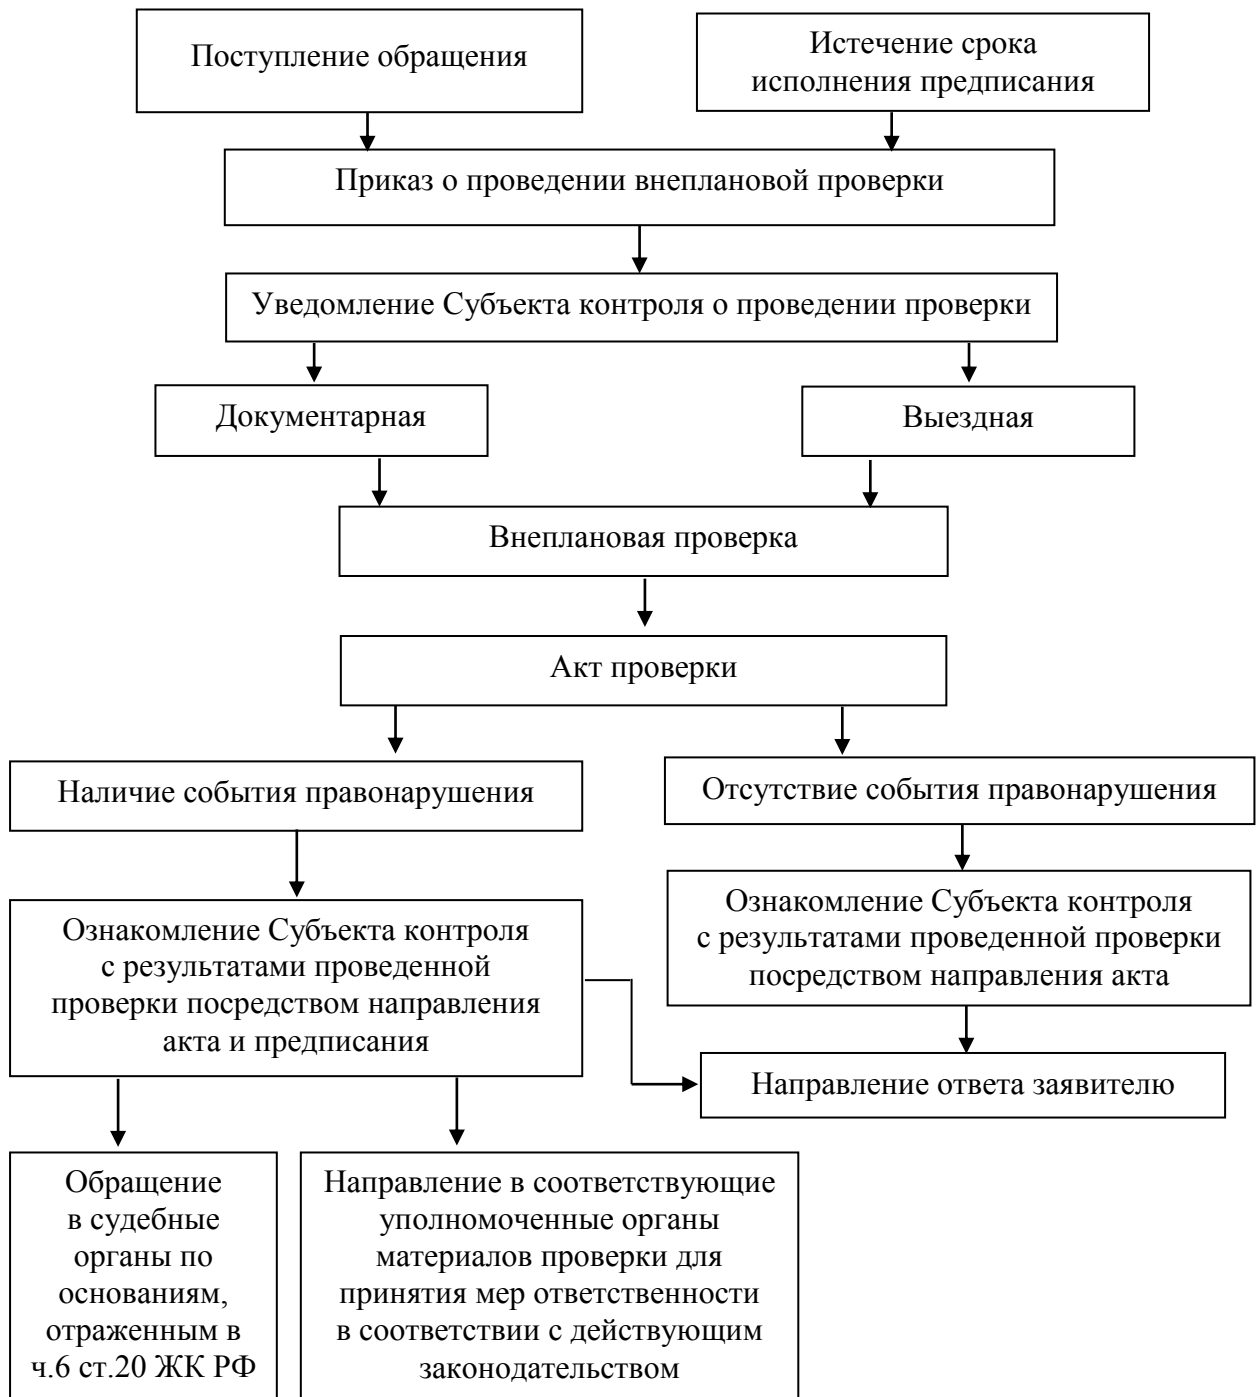 Поступление обращения
Истечение срока
исполнения предписания
Приказ о проведении внеплановой проверки
Уведомление Субъекта контроля о проведении проверки
Документарная
Выездная
Внеплановая проверка
Акт проверки
Наличие события правонарушения
Отсутствие события правонарушения
Ознакомление Субъекта контроля
с результатами проведенной
проверки посредством направления
акта и предписания
Ознакомление Субъекта контроля
с результатами проведенной проверки
посредством направления акта
Направление ответа заявителю
Обращение
в судебные
органы по
основаниям,
отраженным в
ч.6 ст.20 ЖК РФ
Направление в соответствующие
уполномоченные органы
материалов проверки для
принятия мер ответственности
в соответствии с действующим
законодательством